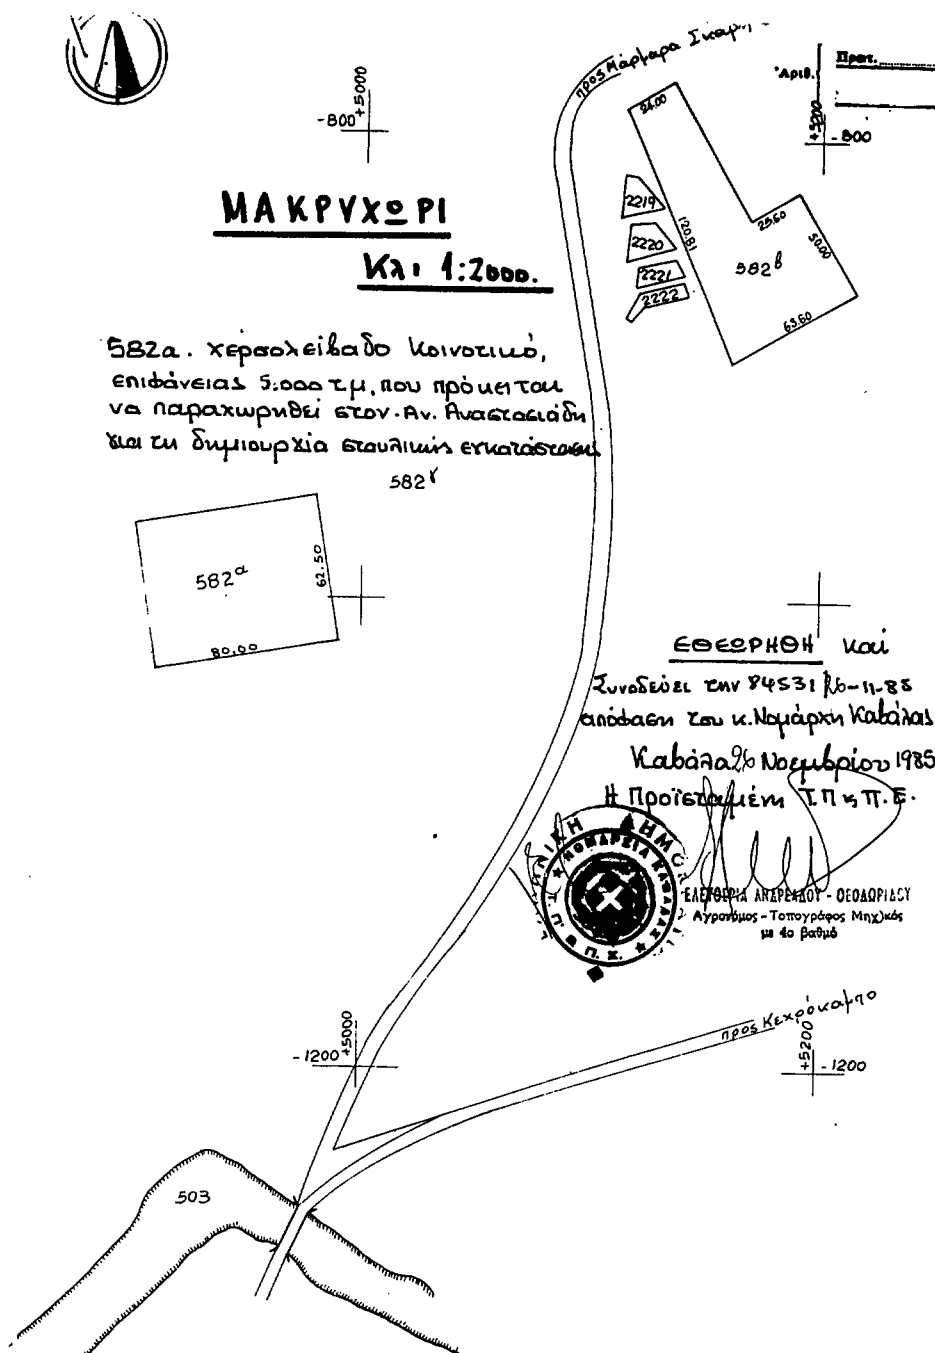 προς Μάρμαρα
Πρωτ.
Ἀριθ.
-800 +5000
+5200 -800
24.00
ΜΑΚΡΥΧΩΡΙ
Κλ: 1:2000.
2219
2220
2221
2222
120.81
25.60
50.00
582β
63.60
582α. χερσολείβαδο Κοινοτικό,
επιφάνειας 5.000 τ.μ, που πρόκειται
να παραχωρηθεί στον Αν. Αναστασιάδη
για τη δημιουργία σταυλικής εγκατάστασης
582γ
582α
62.50
80.00
ΕΘΕΩΡΗΘΗ και
Συνοδεύει την 84531/26-11-85
απόφαση του κ. Νομάρχη Καβάλας
Καβάλα 26 Νοεμβρίου 1985
Η Προϊσταμένη Τ.Π κ Π.Ε.
ΝΟΜΑΡΧΙΑ ΚΑΒΑΛΑΣ
ΕΛΕΥΘΕΡΙΑ ΑΝΔΡΕΑΔΟΥ - ΘΕΟΔΩΡΙΔΟΥ
Αγρονόμος - Τοπογράφος Μηχ)κός
με 4ο βαθμό
προς Κεχρόκαμπο
-1200 +5000
+5200 -1200
503